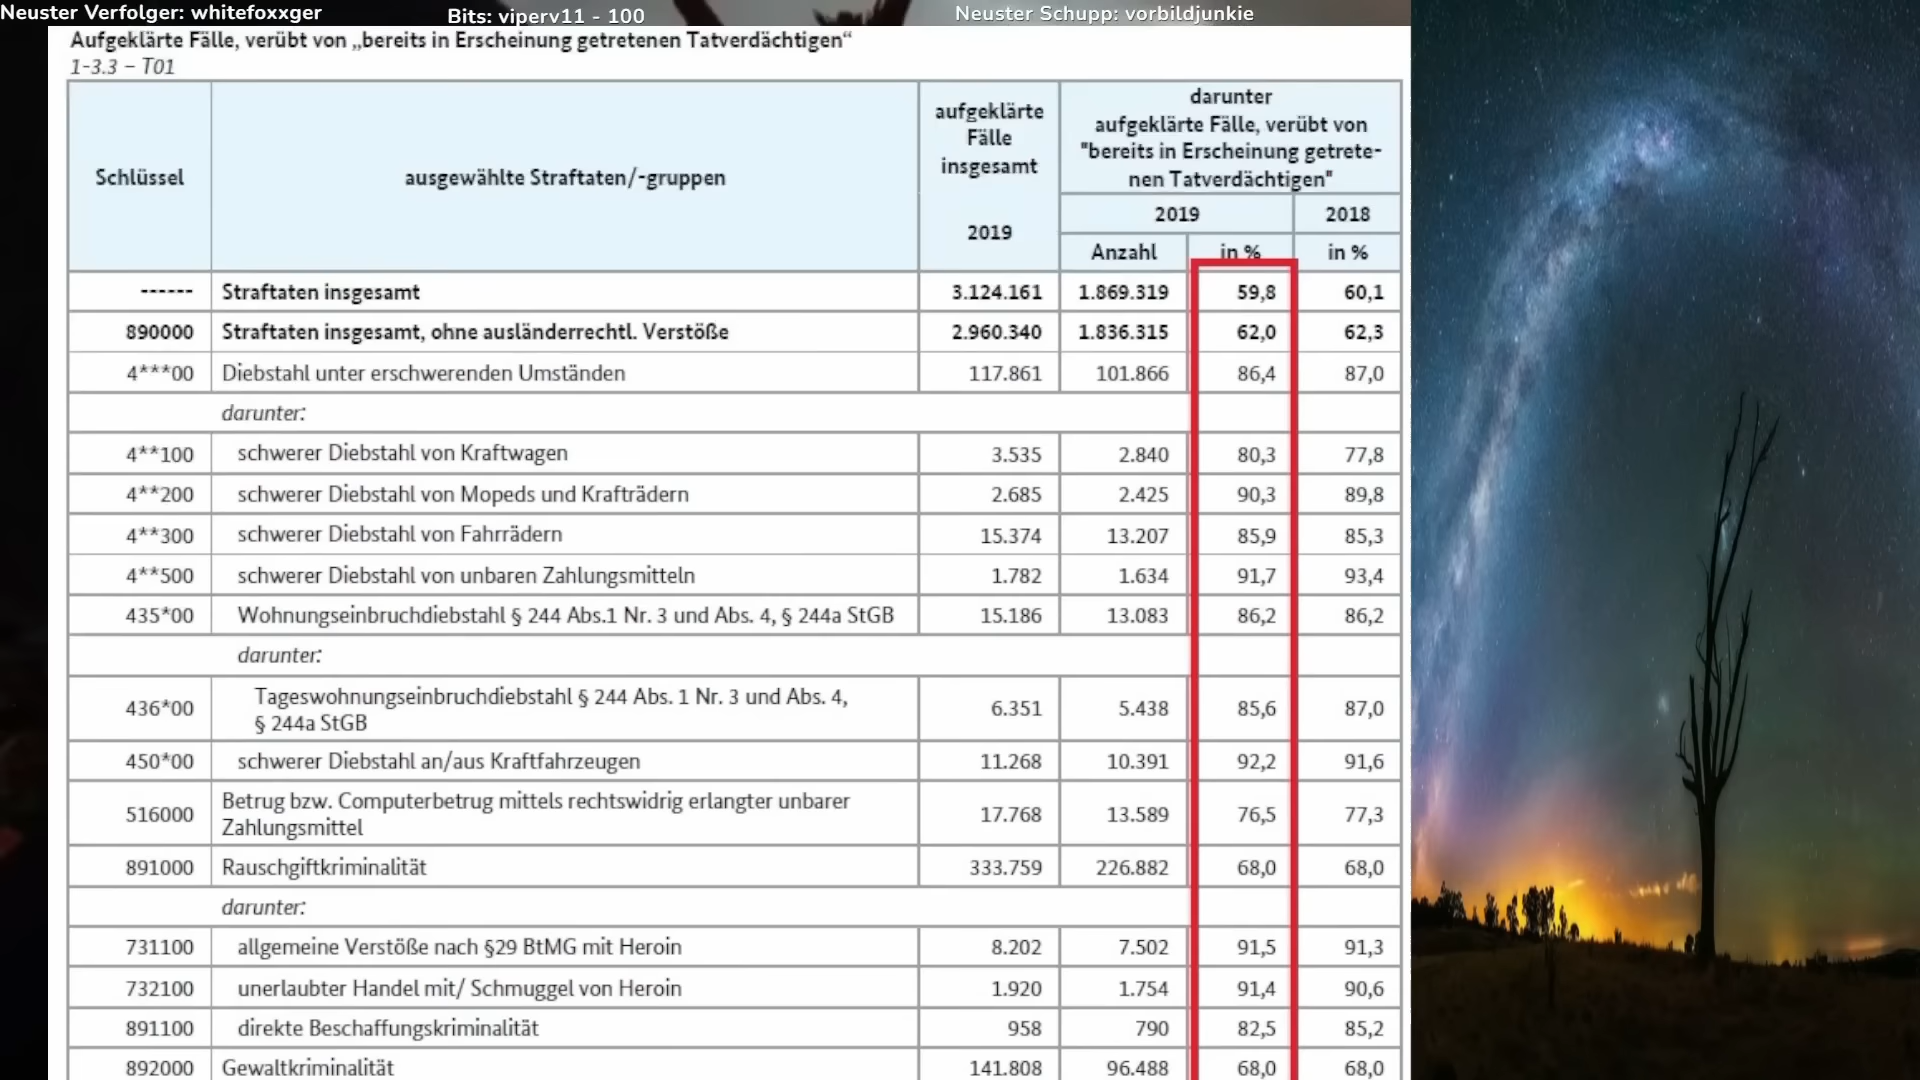 Neuster Verfolger: whitefoxxger
Bits: viperv11 - 100
Neuster Schupp: vorbildjunkie
Aufgeklärte Fälle, verübt von „bereits in Erscheinung getretenen Tatverdächtigen“
1-3.3 – T01
Schlüssel
ausgewählte Straftaten/-gruppen
aufgeklärte
Fälle
insgesamt
2019
darunter
aufgeklärte Fälle, verübt von
"bereits in Erscheinung getrete-
nen Tatverdächtigen"
2019 2018
Anzahl in % in %
------ Straftaten insgesamt 3.124.161 1.869.319 59,8 60,1
890000 Straftaten insgesamt, ohne ausländerrechtl. Verstöße 2.960.340 1.836.315 62,0 62,3
4***00 Diebstahl unter erschwerenden Umständen 117.861 101.866 86,4 87,0
darunter:
4**100 schwerer Diebstahl von Kraftwagen 3.535 2.840 80,3 77,8
4**200 schwerer Diebstahl von Mopeds und Krafträdern 2.685 2.425 90,3 89,8
4**300 schwerer Diebstahl von Fahrrädern 15.374 13.207 85,9 85,3
4**500 schwerer Diebstahl von unbaren Zahlungsmitteln 1.782 1.634 91,7 93,4
435*00 Wohnungseinbruchdiebstahl § 244 Abs.1 Nr. 3 und Abs. 4, § 244a StGB 15.186 13.083 86,2 86,2
darunter:
436*00 Tageswohnungseinbruchdiebstahl § 244 Abs. 1 Nr. 3 und Abs. 4,
§ 244a StGB 6.351 5.438 85,6 87,0
450*00 schwerer Diebstahl an/aus Kraftfahrzeugen 11.268 10.391 92,2 91,6
516000 Betrug bzw. Computerbetrug mittels rechtswidrig erlangter unbarer
Zahlungsmittel 17.768 13.589 76,5 77,3
891000 Rauschgiftkriminalität 333.759 226.882 68,0 68,0
darunter:
731100 allgemeine Verstöße nach §29 BtMG mit Heroin 8.202 7.502 91,5 91,3
732100 unerlaubter Handel mit/ Schmuggel von Heroin 1.920 1.754 91,4 90,6
891100 direkte Beschaffungskriminalität 958 790 82,5 85,2
892000 Gewaltkriminalität 141.808 96.488 68,0 68,0